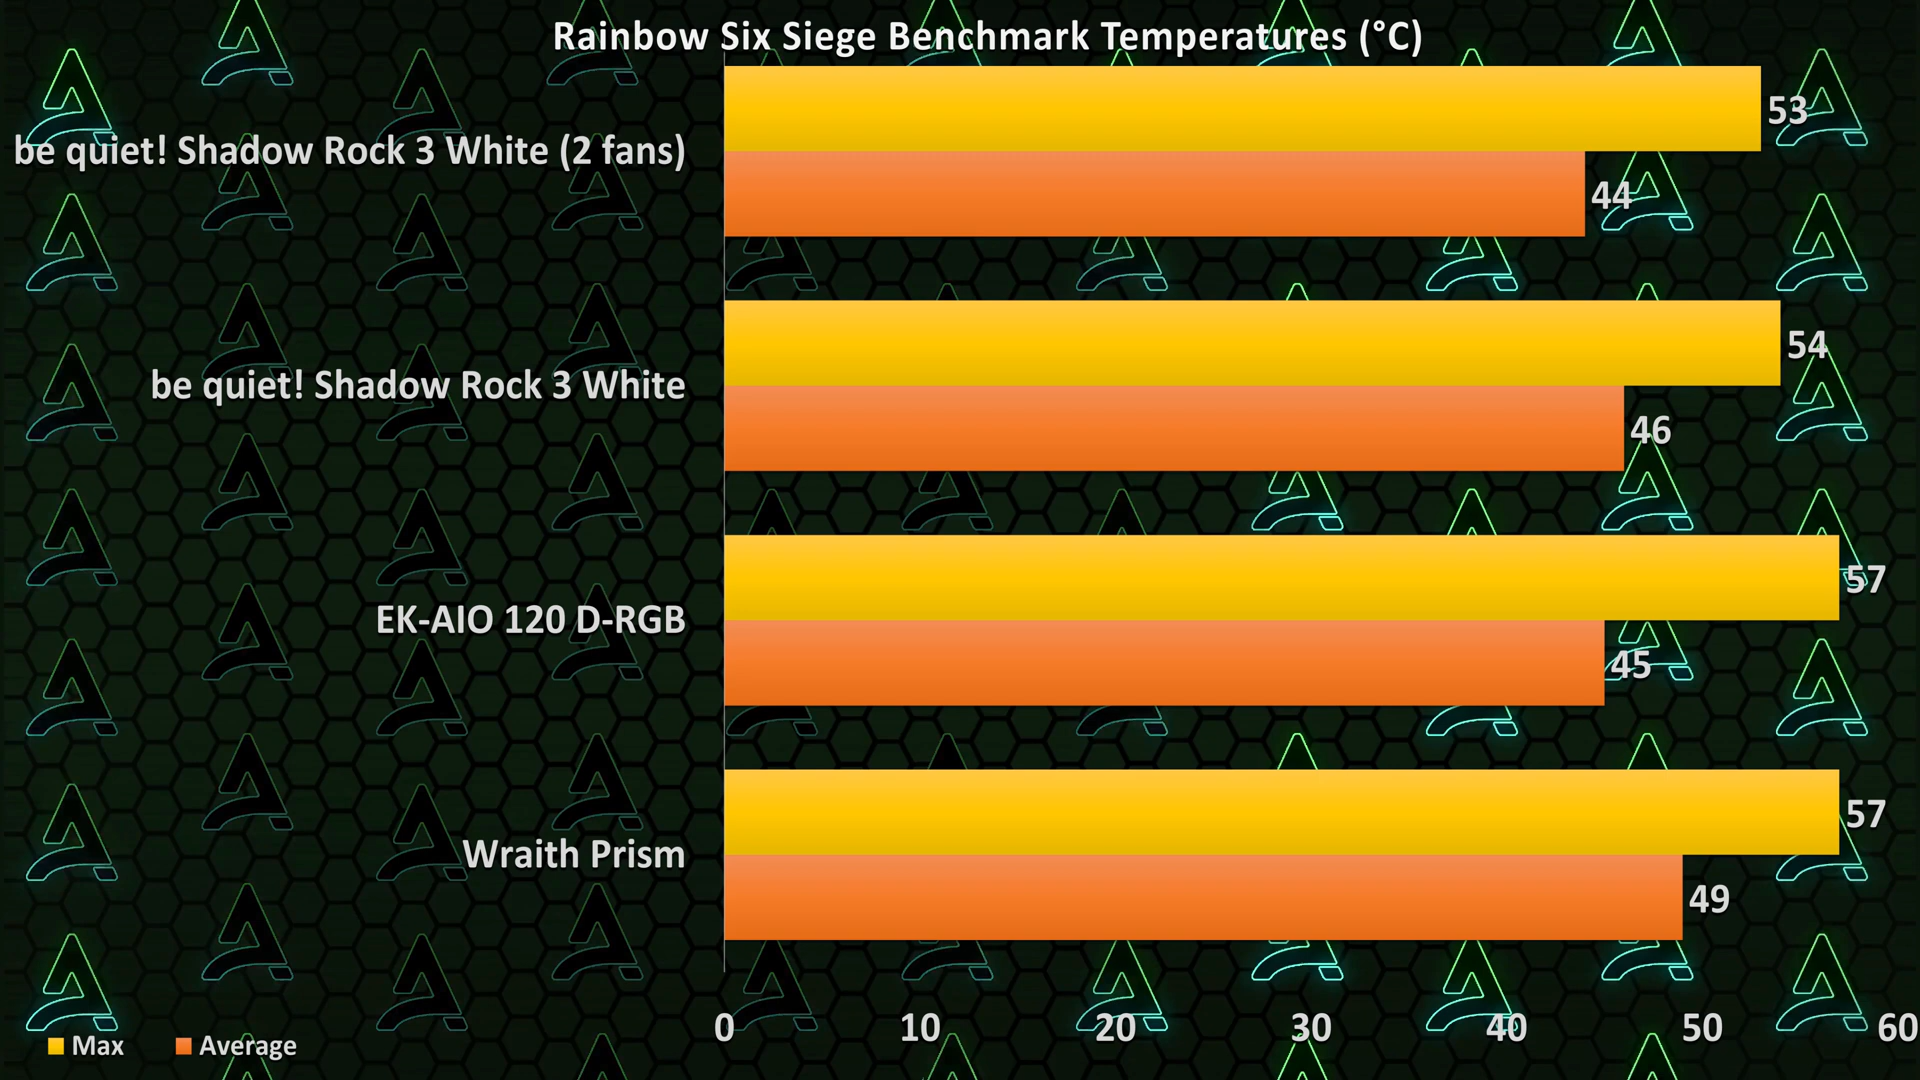 Rainbow Six Siege Benchmark Temperatures (°C)
53
be quiet! Shadow Rock 3 White (2 fans)
44
54
be quiet! Shadow Rock 3 White
46
57
EK-AIO 120 D-RGB
45
57
Wraith Prism
49
0 10 20 30 40 50 60
Max Average